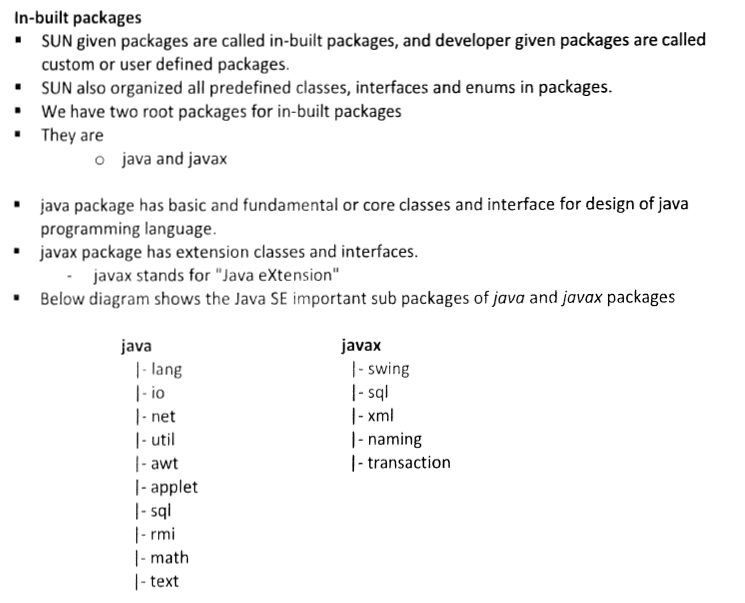 In-built packages
▪ SUN given packages are called in-built packages, and developer given packages are called
custom or user defined packages.
▪ SUN also organized all predefined classes, interfaces and enums in packages.
▪ We have two root packages for in-built packages
▪ They are
o java and javax
▪ java package has basic and fundamental or core classes and interface for design of java
programming language.
▪ javax package has extension classes and interfaces.
- javax stands for "Java eXtension"
▪ Below diagram shows the Java SE important sub packages of java and javax packages
java
|- lang
|- io
|- net
|- util
|- awt
|- applet
|- sql
|- rmi
|- math
|- text
javax
|- swing
|- sql
|- xml
|- naming
|- transaction